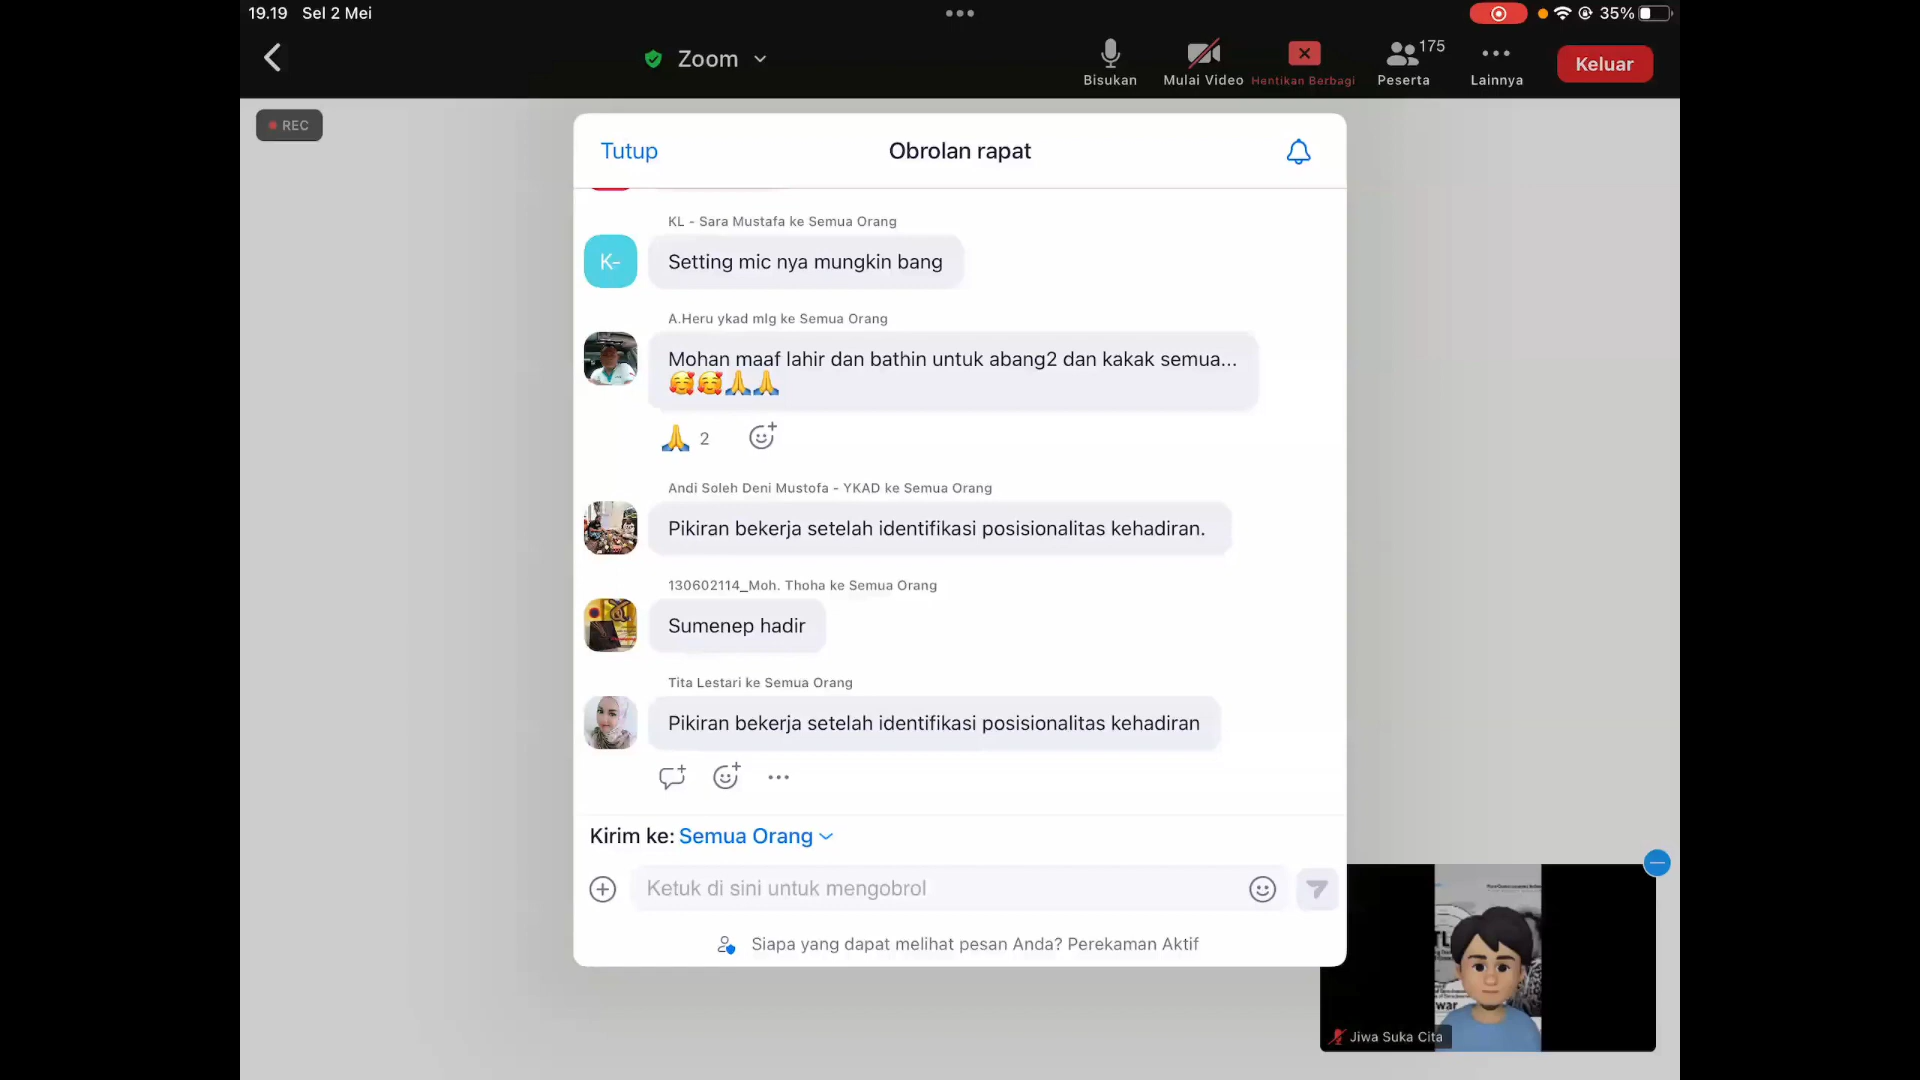 19.19 Sel 2 Mei
35%
Zoom
Bisukan
Mulai Video
Hentikan Berbagi
175
Peserta
Lainnya
Keluar
REC
Tutup
Obrolan rapat
KL - Sara Mustafa ke Semua Orang
K-
Setting mic nya mungkin bang
A.Heru ykad mlg ke Semua Orang
Mohan maaf lahir dan bathin untuk abang2 dan kakak semua...
🥰🥰🙏🙏
🙏 2
Andi Soleh Deni Mustofa - YKAD ke Semua Orang
Pikiran bekerja setelah identifikasi posisionalitas kehadiran.
130602114_Moh. Thoha ke Semua Orang
Sumenep hadir
Tita Lestari ke Semua Orang
Pikiran bekerja setelah identifikasi posisionalitas kehadiran
Kirim ke: Semua Orang
Ketuk di sini untuk mengobrol
Siapa yang dapat melihat pesan Anda? Perekaman Aktif
Jiwa Suka Cita